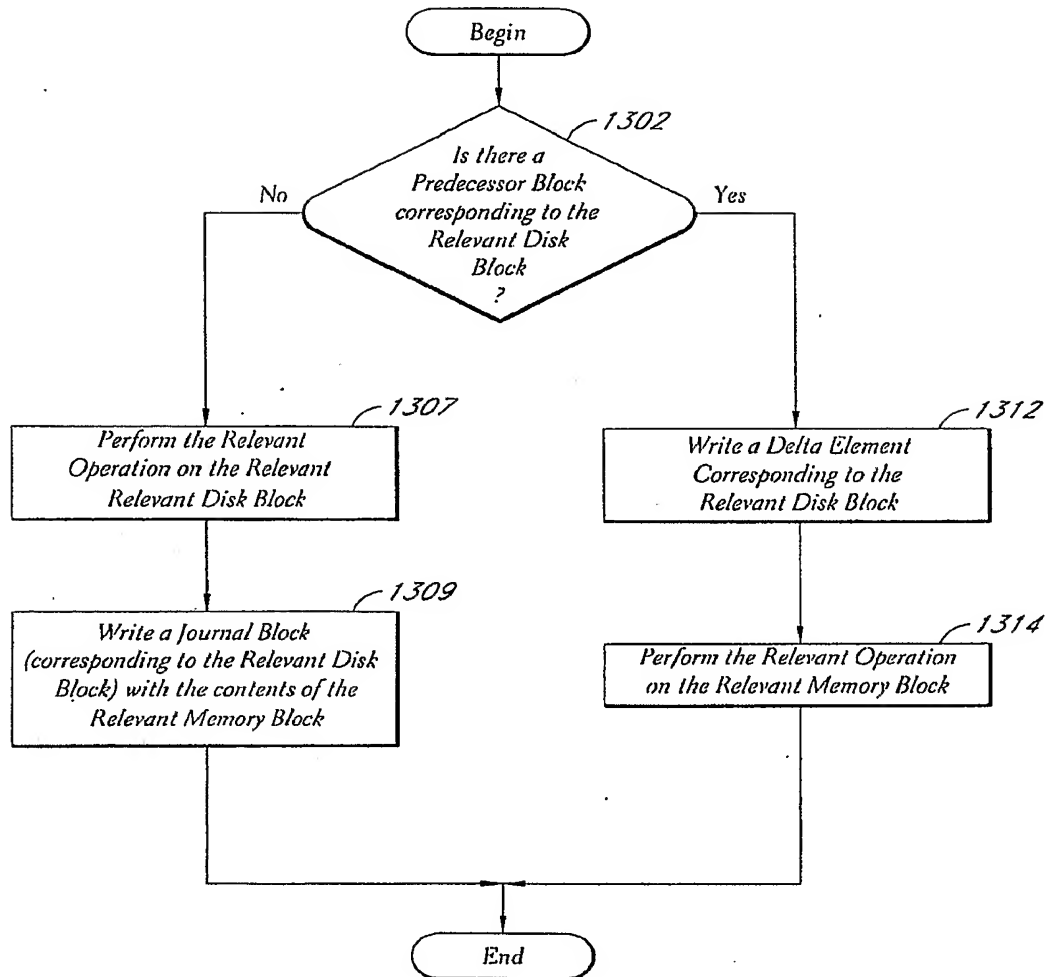 Begin
1302
Is there a
Predecessor Block
corresponding to the
Relevant Disk
Block
?
No
Yes
1307
Perform the Relevant
Operation on the Relevant
Relevant Disk Block
1312
Write a Delta Element
Corresponding to the
Relevant Disk Block
1309
Write a Journal Block
(corresponding to the Relevant Disk
Block) with the contents of the
Relevant Memory Block
1314
Perform the Relevant Operation
on the Relevant Memory Block
End